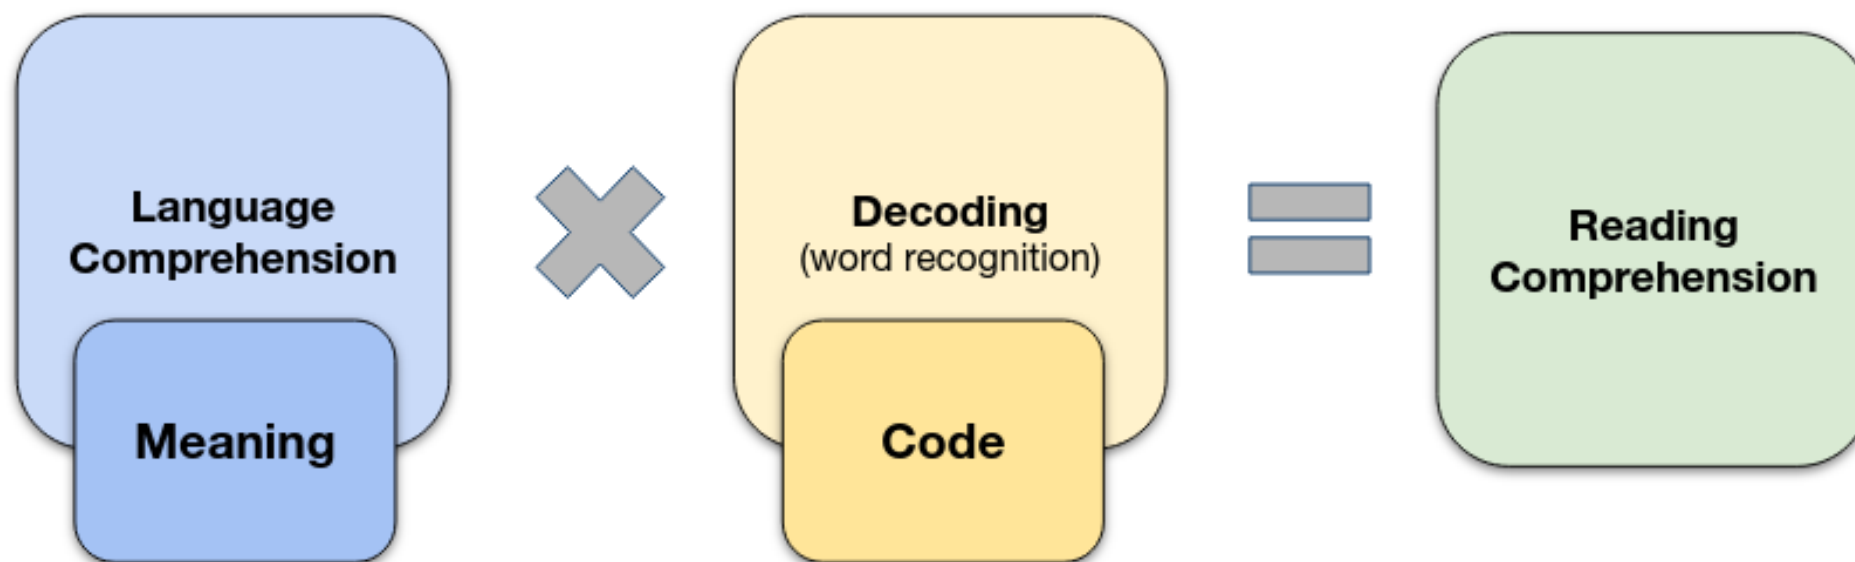 Language
Comprehension
Meaning
Decoding
(word recognition)
Code
Reading
Comprehension